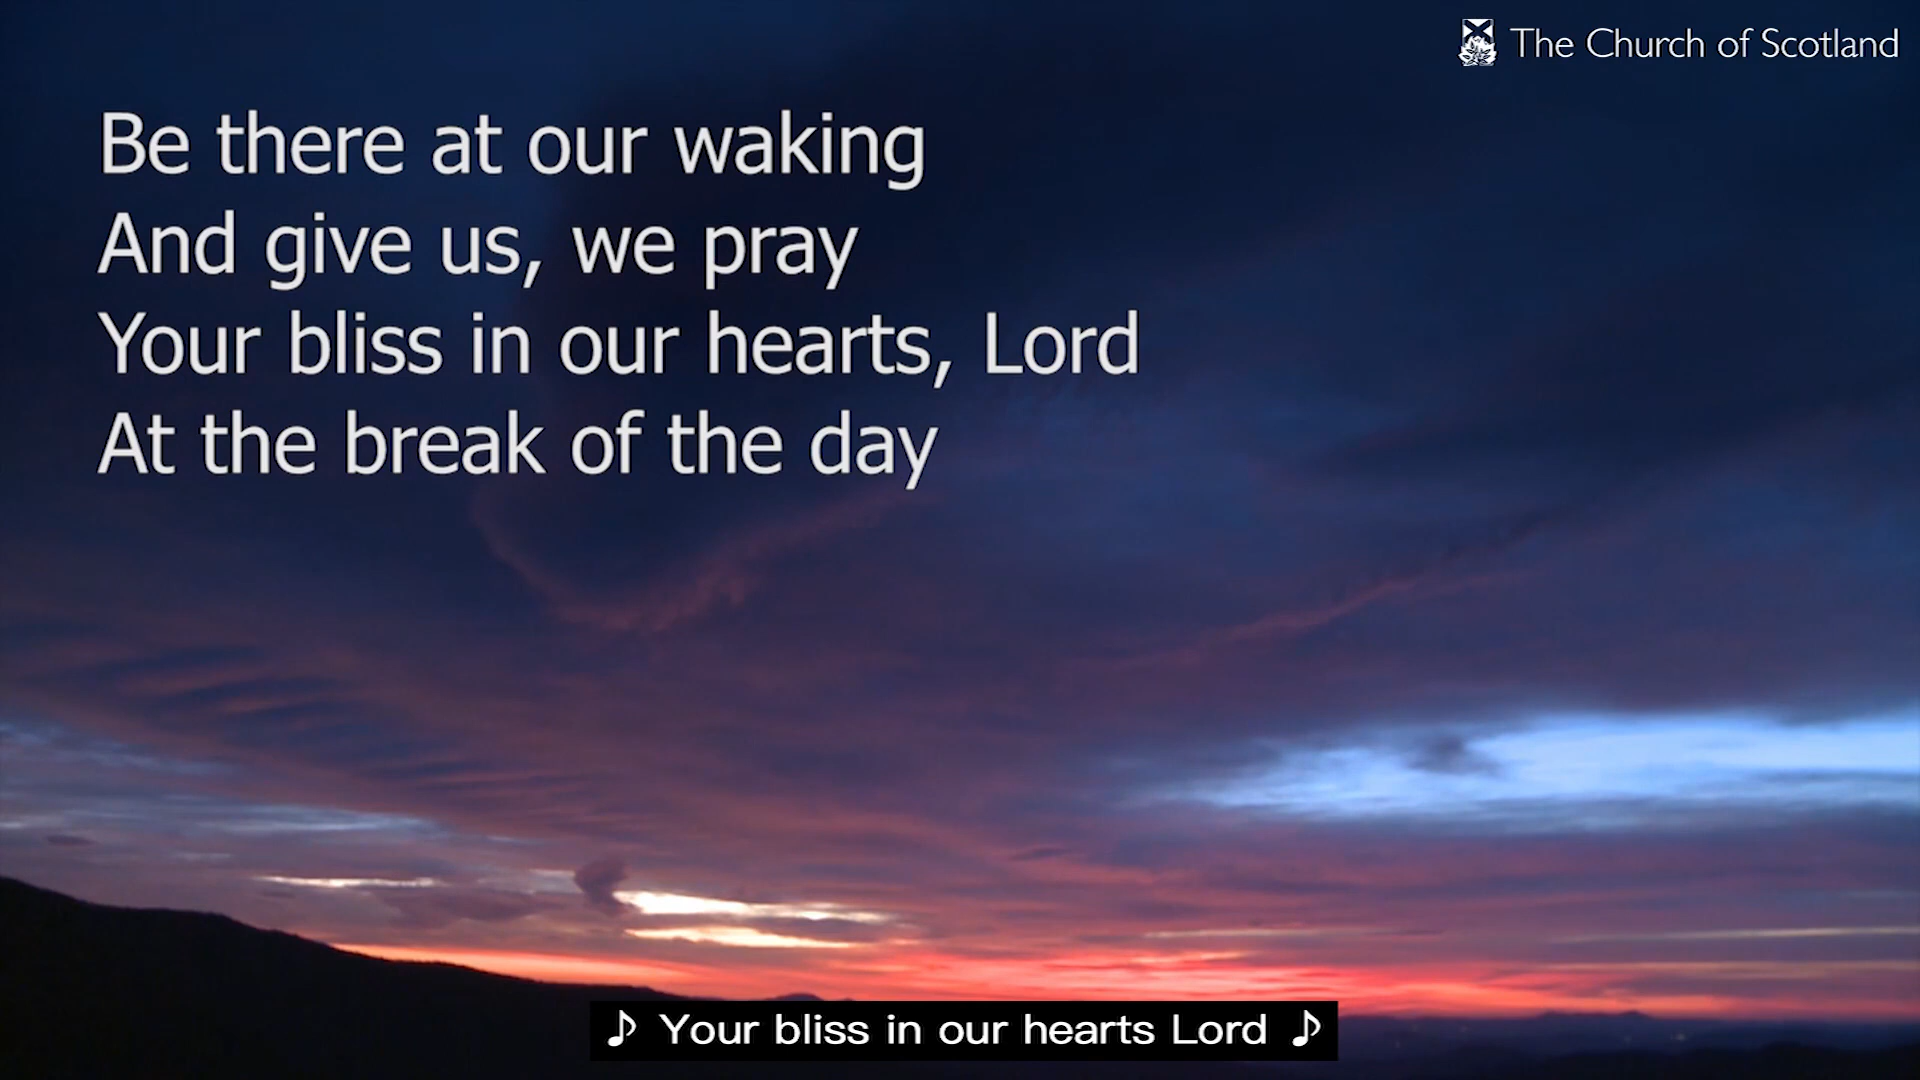 The Church of Scotland
Be there at our waking
And give us, we pray
Your bliss in our hearts, Lord
At the break of the day
♪ Your bliss in our hearts Lord ♪